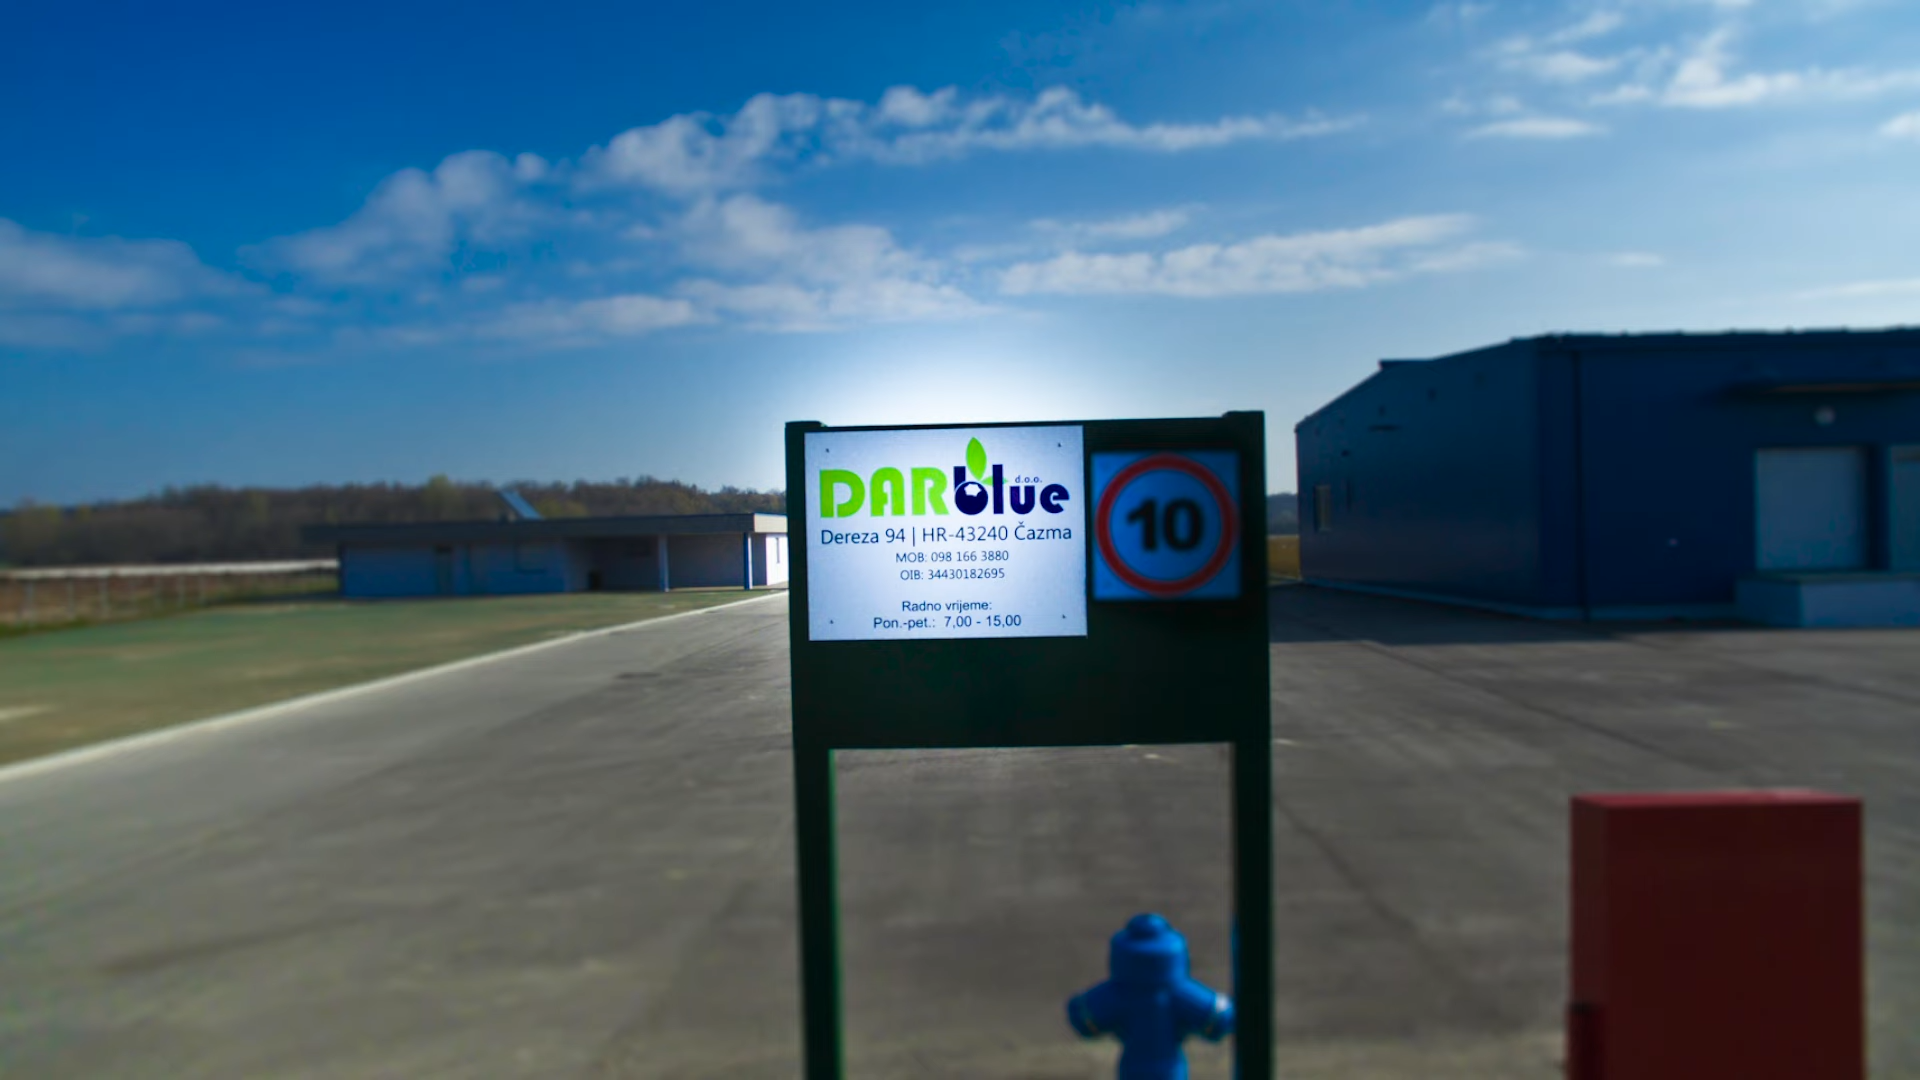 DARblue d.o.o.
Dereza 94 | HR-43240 Čazma
MOB: 098 166 3880
OIB: 34430182695
Radno vrijeme:
Pon.-pet.: 7,00 - 15,00
10